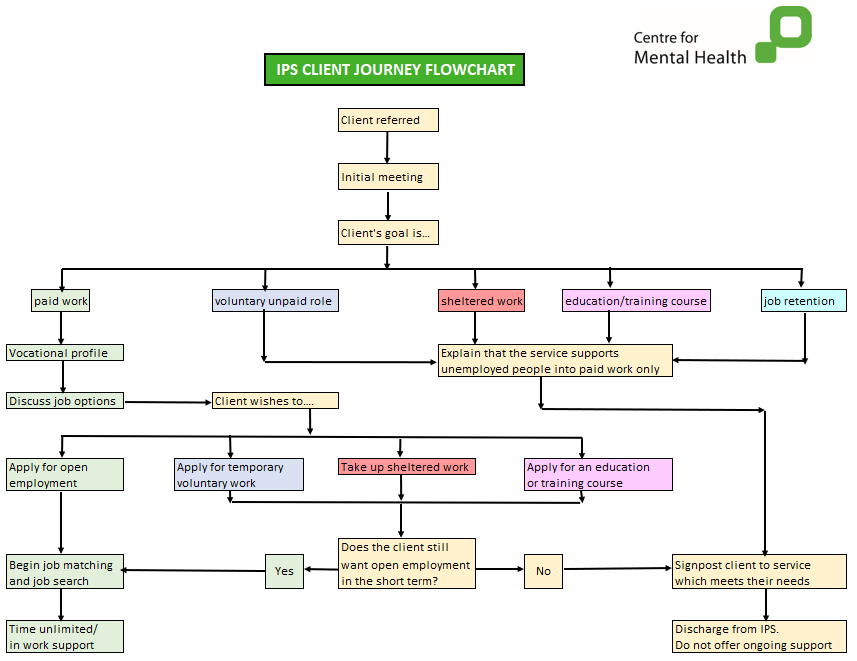 Centre for
Mental Health
IPS CLIENT JOURNEY FLOWCHART
Client referred
Initial meeting
Client's goal is...
paid work
voluntary unpaid role
sheltered work
education/training course
job retention
Vocational profile
Explain that the service supports
unemployed people into paid work only
Discuss job options
Client wishes to....
Apply for open
employment
Apply for temporary
voluntary work
Take up sheltered work
Apply for an education
or training course
Does the client still
want open employment
in the short term?
Begin job matching
and job search
Yes
No
Signpost client to service
which meets their needs
Time unlimited/
in work support
Discharge from IPS.
Do not offer ongoing support